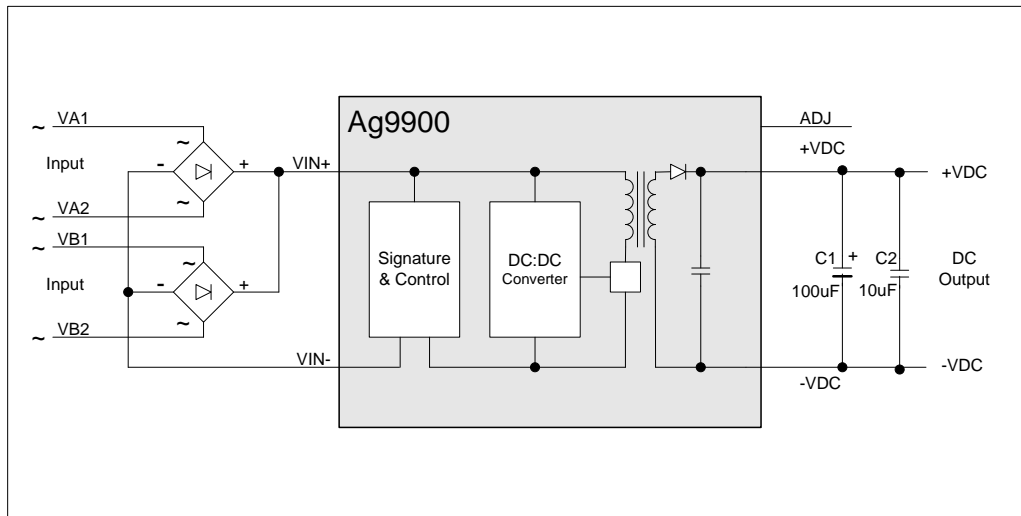 Ag9900
ADJ
~ VA1 ~ +VDC
Input - + VIN+ +VDC
~ VA2 ~
~ VB1 ~ Signature & Control DC:DC Converter C1 + C2 DC Output
Input - + 100uF 10uF
~ VB2 ~
VIN- -VDC -VDC